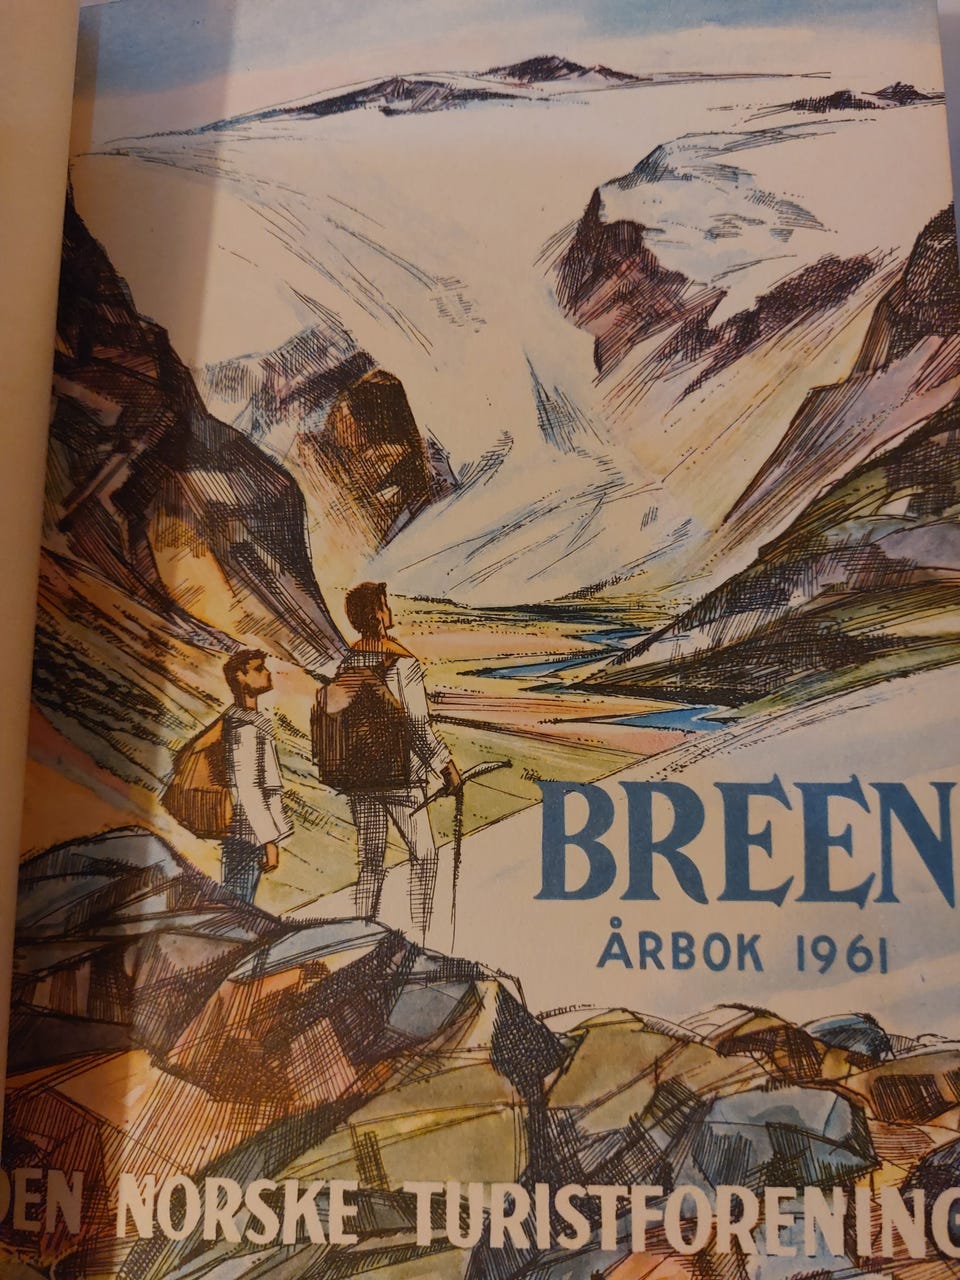 BREEN
ÅRBOK 1961
DEN NORSKE TURISTFORENING